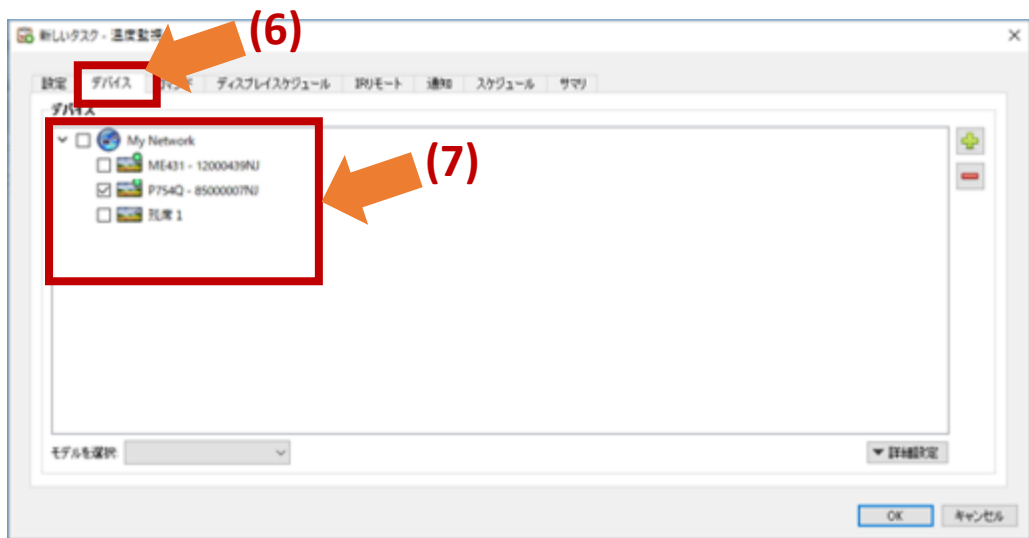 (6)
新しいタスク - 温度監視
設定 デバイス ディスプレイスケジュール IRリモート 通知 スケジュール サマリ
デバイス
My Network
(7)
ME431 - 12000439NJ
P754Q - 85000007NJ
1
モデルを選択:
詳細設定
OK キャンセル